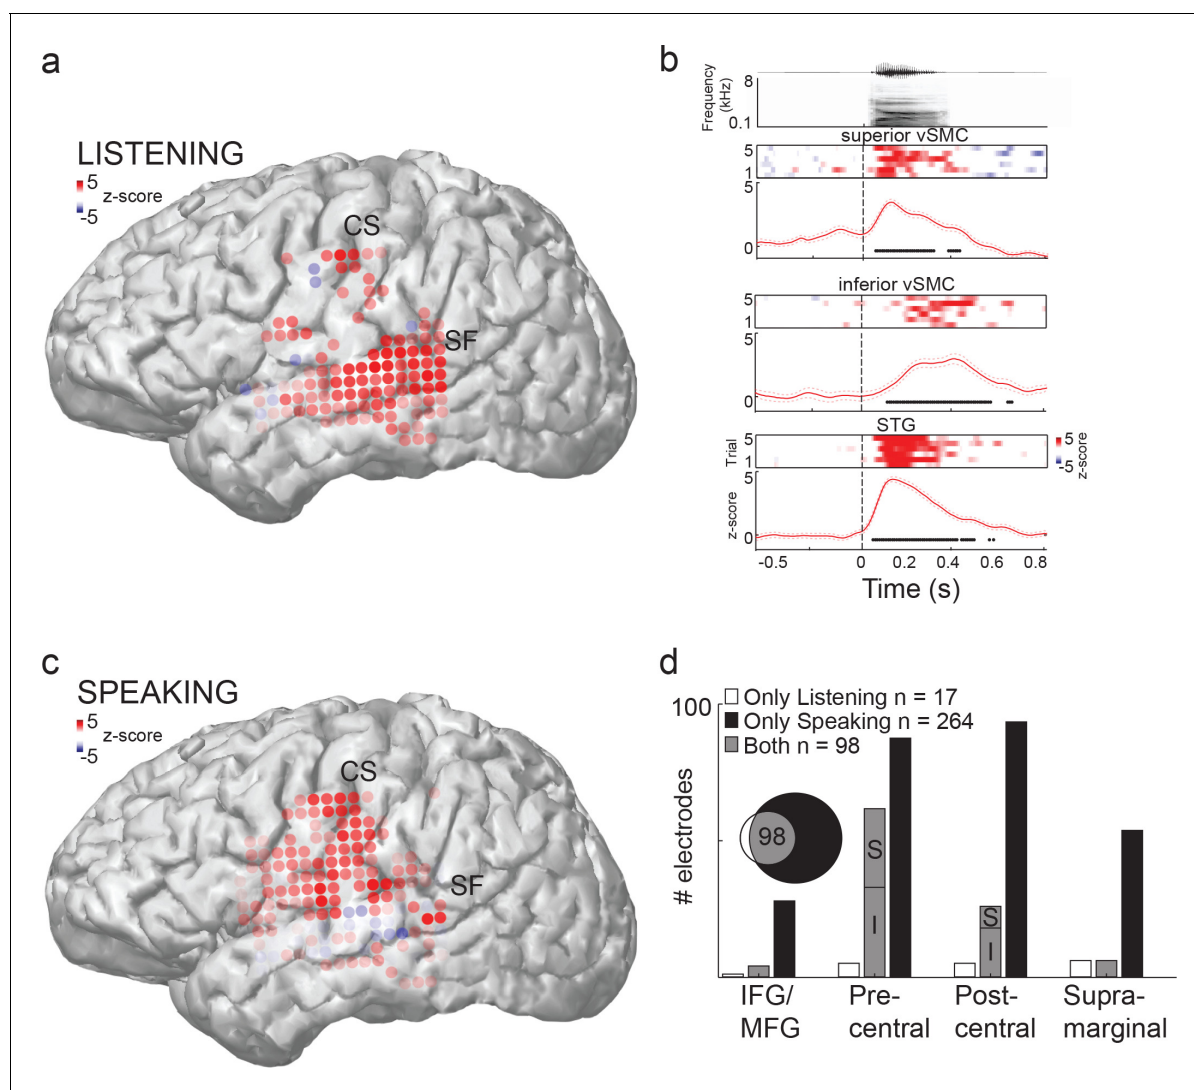 a
LISTENING
5
z-score
-5
CS
SF
b
Frequency
(kHz)
8
0.1
superior vSMC
5
1
5
0
inferior vSMC
5
1
5
0
STG
Trial
5
1
5
-5
z-score
z-score
5
0
-0.5
0
0.2
0.4
0.6
0.8
Time (s)
c
SPEAKING
5
z-score
-5
CS
SF
d
100
# electrodes
Only Listening n = 17
Only Speaking n = 264
Both n = 98
98
S
I
S
I
IFG/
MFG
Pre-
central
Post-
central
Supra-
marginal